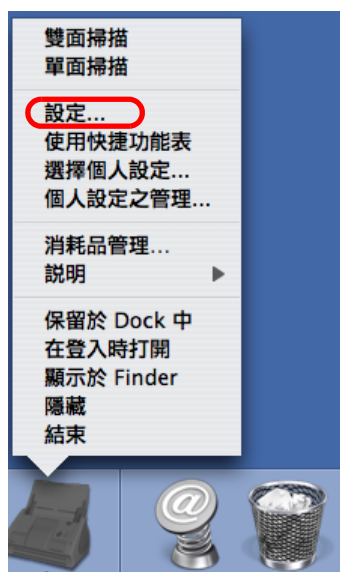 雙面掃描
單面掃描
設定...
使用快捷功能表
選擇個人設定...
個人設定之管理...
消耗品管理...
說明
保留於 Dock 中
在登入時打開
顯示於 Finder
隱藏
結束